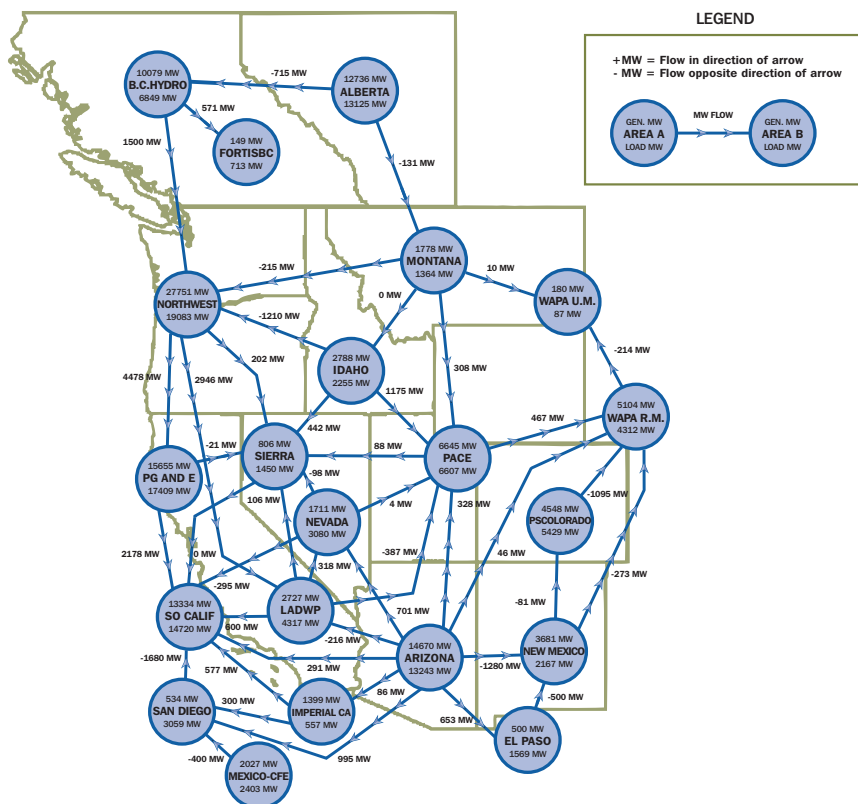 LEGEND
+MW = Flow in direction of arrow
- MW = Flow opposite direction of arrow
GEN. MW
AREA A
LOAD MW
MW FLOW
GEN. MW
AREA B
LOAD MW
10079 MW
B.C.HYDRO
6849 MW
-715 MW
12736 MW
ALBERTA
13125 MW
571 MW
149 MW
FORTISBC
713 MW
1500 MW
-131 MW
1778 MW
MONTANA
1364 MW
-215 MW
10 MW
180 MW
WAPA U.M.
87 MW
27751 MW
NORTHWEST
19083 MW
0 MW
-1210 MW
202 MW
2788 MW
IDAHO
2255 MW
308 MW
-214 MW
4478 MW
2946 MW
1175 MW
5104 MW
WAPA R.M.
4312 MW
467 MW
442 MW
-21 MW
806 MW
SIERRA
1450 MW
88 MW
6645 MW
PACE
6607 MW
15655 MW
PG AND E
17409 MW
-98 MW
106 MW
1711 MW
NEVADA
3080 MW
4 MW
328 MW
-1095 MW
4548 MW
PSCOLORADO
5429 MW
2178 MW
0 MW
-387 MW
46 MW
318 MW
-295 MW
-273 MW
13334 MW
SO CALIF
14720 MW
600 MW
2727 MW
LADWP
4317 MW
701 MW
-81 MW
-216 MW
14670 MW
ARIZONA
13243 MW
-1280 MW
3681 MW
NEW MEXICO
2167 MW
-1680 MW
577 MW
291 MW
86 MW
-500 MW
534 MW
SAN DIEGO
3059 MW
300 MW
1399 MW
IMPERIAL CA
557 MW
653 MW
500 MW
EL PASO
1569 MW
-400 MW
2027 MW
MEXICO-CFE
2403 MW
995 MW